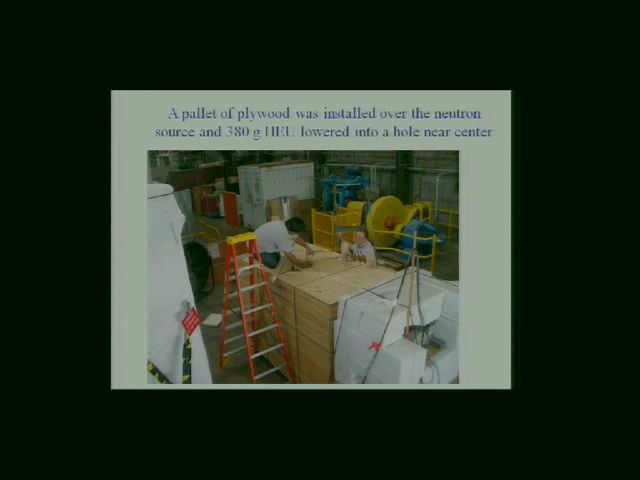 A pallet of plywood was installed over the neutron
source and 380 g HEU lowered into a hole near center